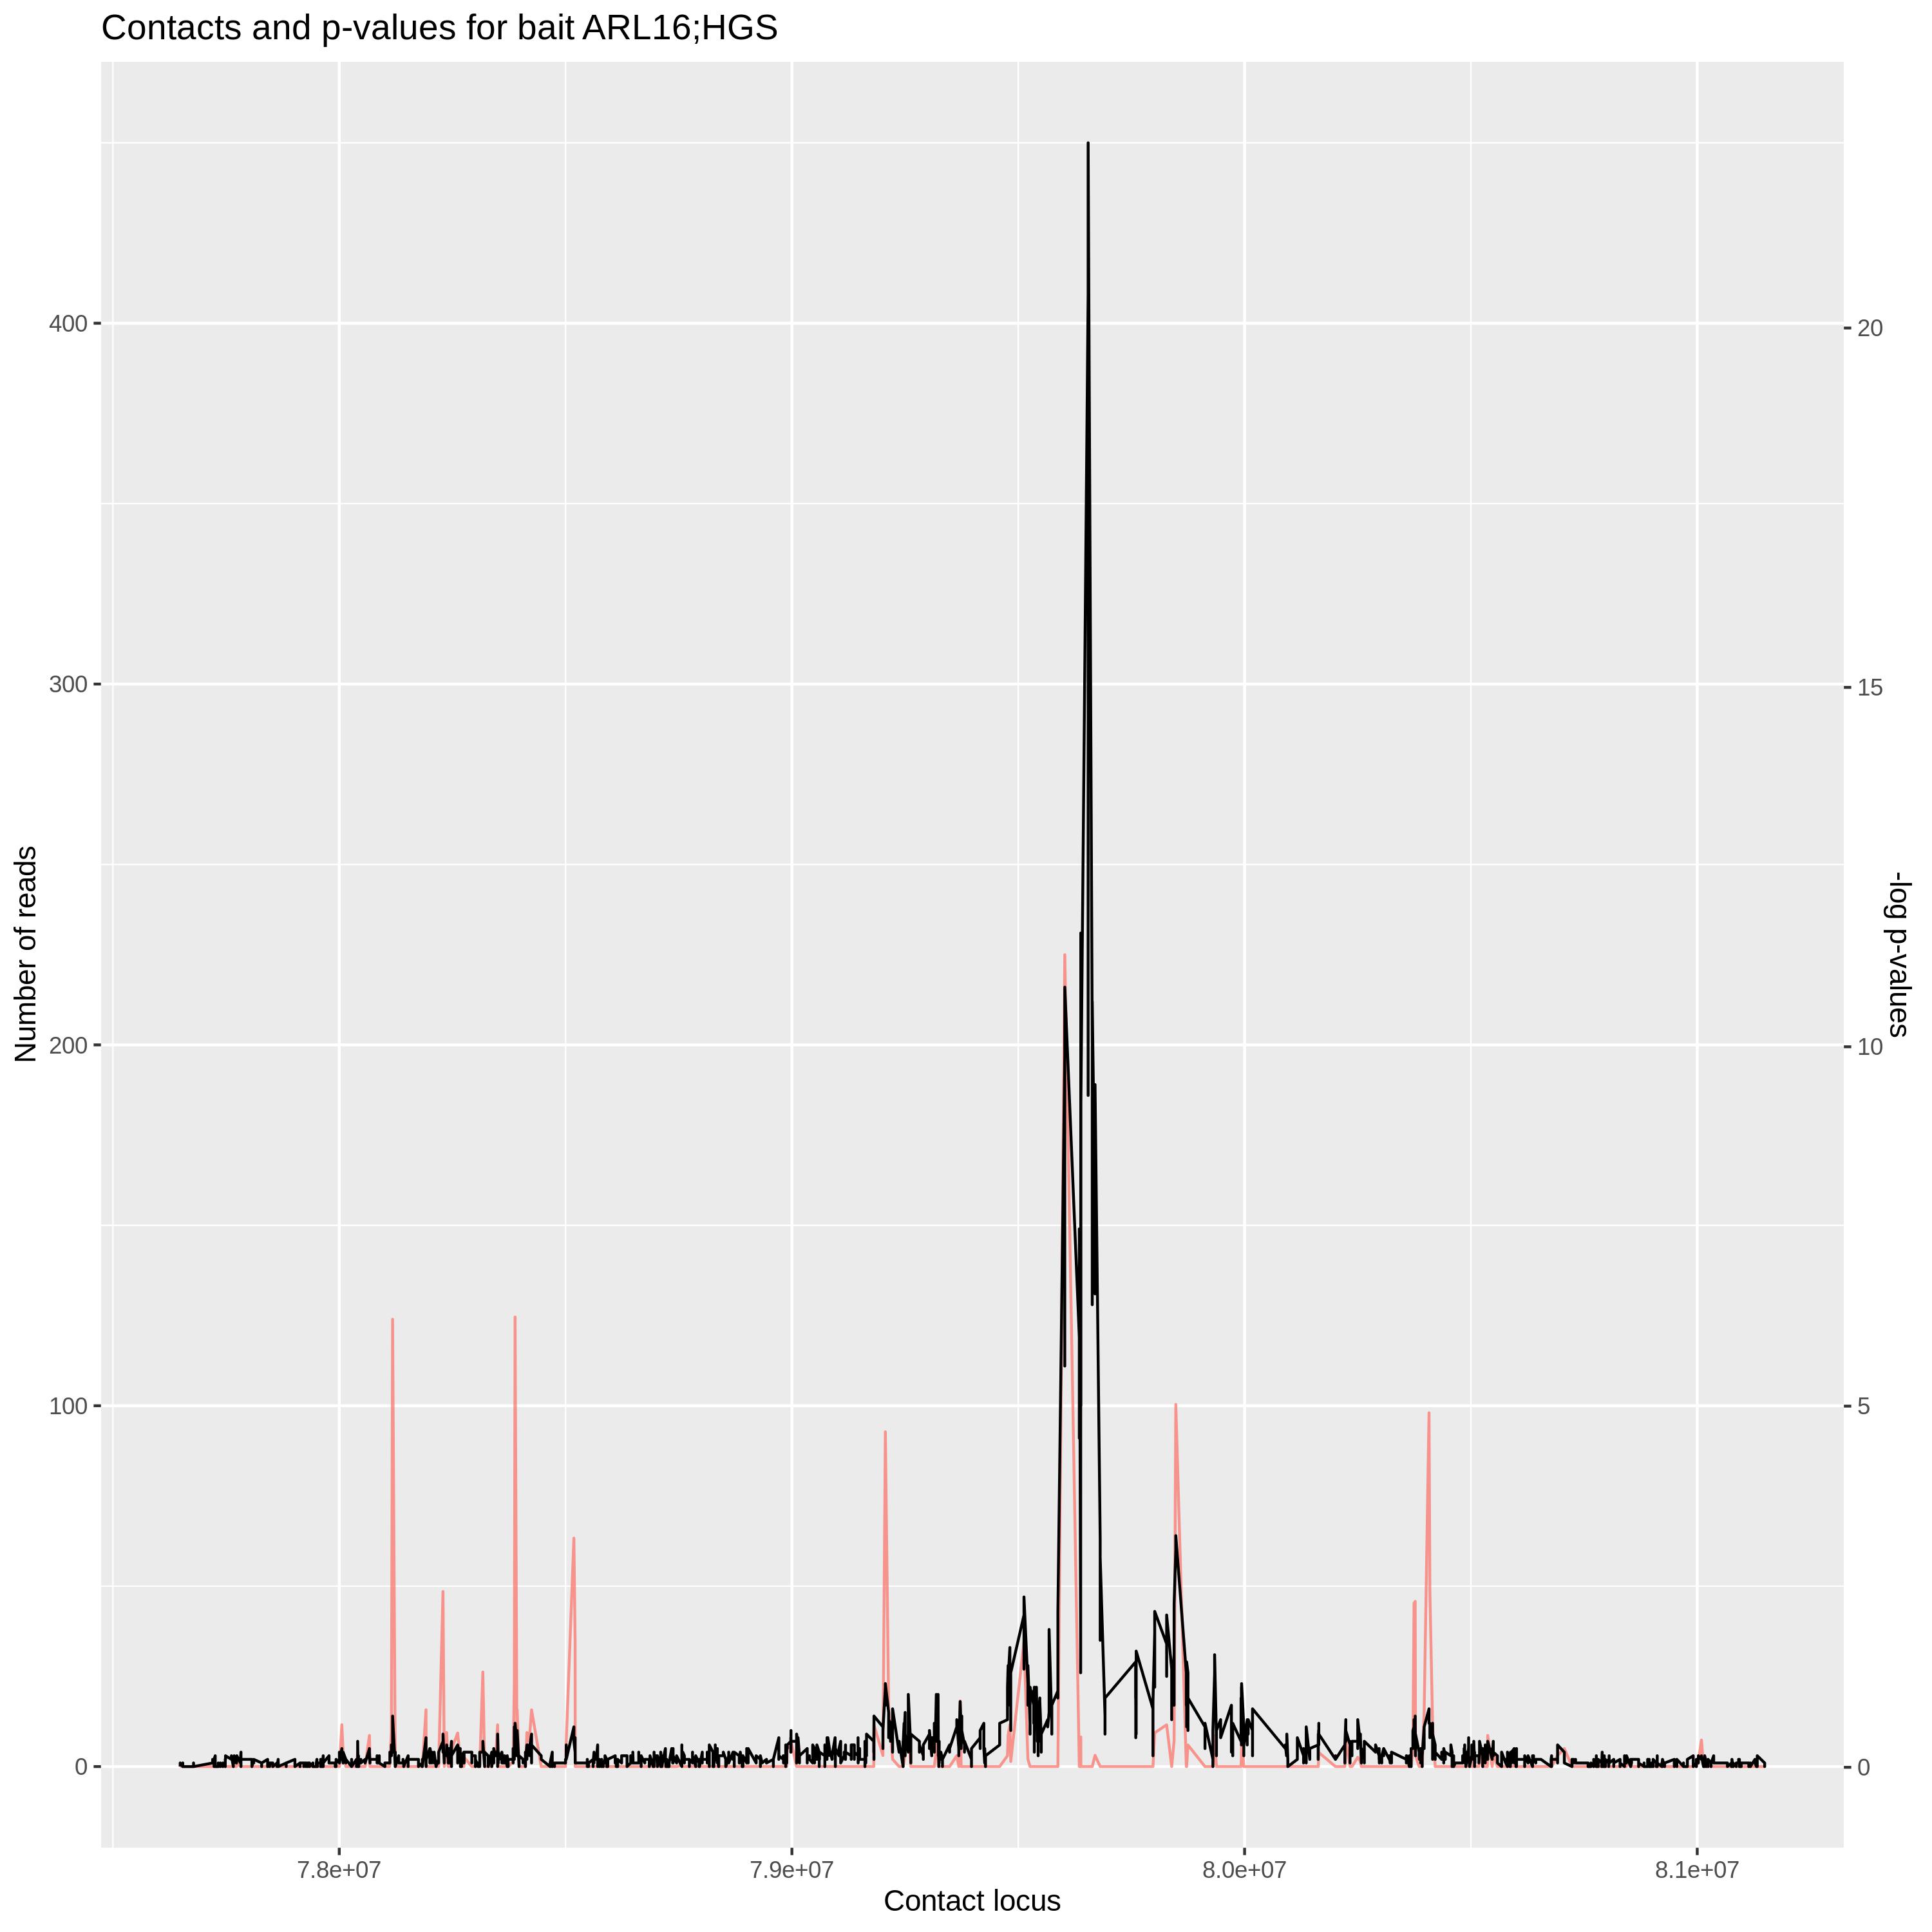 Contacts and p-values for bait ARL16;HGS
Number of reads
400
300
200
100
0
20
15
10
5
0
-log p-values
7.8e+07 7.9e+07 8.0e+07 8.1e+07
Contact locus